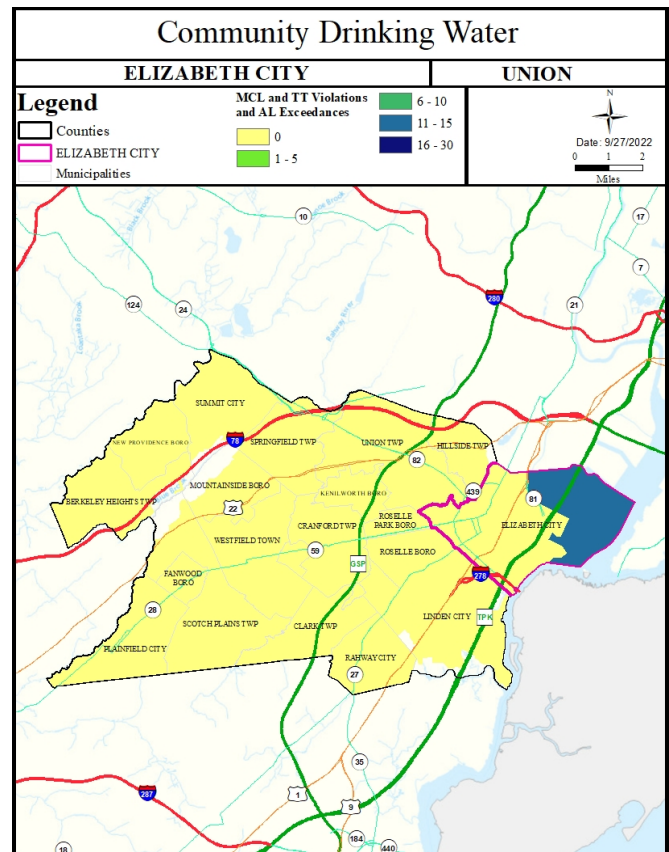 Community Drinking Water
ELIZABETH CITY
UNION
Legend
Counties
ELIZABETH CITY
Municipalities
MCL and TT Violations
and AL Exceedances
0
1 - 5
6 - 10
11 - 15
16 - 30
N
Date: 9/27/2022
0 1 2
Miles
10
17
7
280
124
24
21
SUMMIT CITY
NEW PROVIDENCE BORO
78
SPRINGFIELD TWP
UNION TWP
HILLSIDE TWP
82
MOUNTAINSIDE BORO
439
KENILWORTH BORO
BERKELEY HEIGHTS TWP
22
81
ROSELLE
PARK BORO
CRANFORD TWP
ELIZABETH CITY
WESTFIELD TOWN
59
ROSELLE BORO
GSP
FANWOOD
BORO
278
28
LINDEN CITY
TPK
SCOTCH PLAINS TWP
CLARK TWP
PLAINFIELD CITY
RAHWAY CITY
27
35
287
1
9
184
440
18